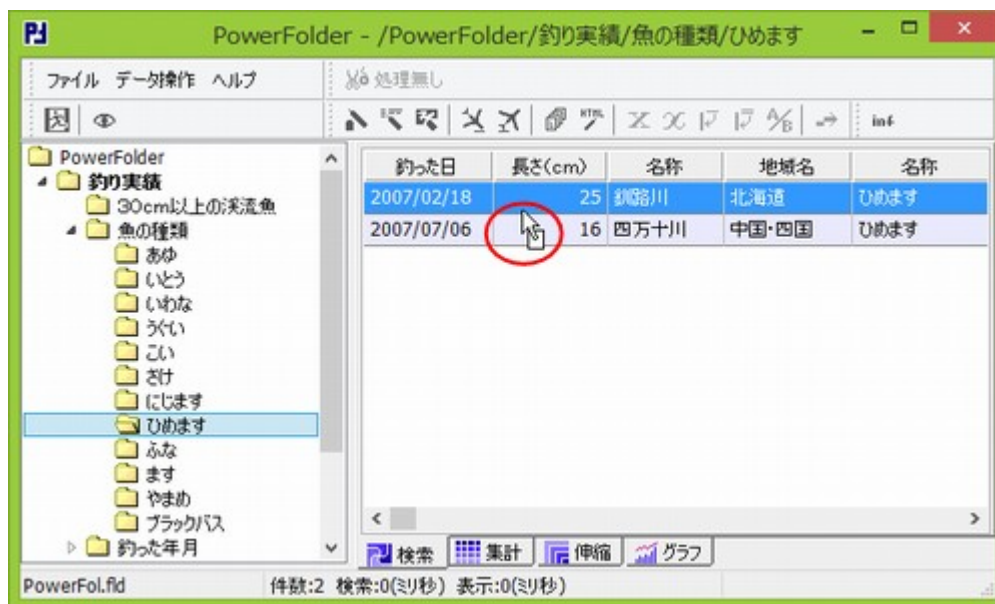 PowerFolder - /PowerFolder/釣り実績/魚の種類/ひめます
ファイル データ操作 ヘルプ
処理無し
HTML
A/B
inf
PowerFolder
釣り実績
30cm以上の渓流魚
魚の種類
あゆ
いとう
いわな
うぐい
こい
さけ
にじます
ひめます
ふな
ます
やまめ
ブラックバス
釣った年月
釣った日 長さ(cm) 名称 地域名 名称
2007/02/18 25 釧路川 北海道 ひめます
2007/07/06 16 四万十川 中国・四国 ひめます
検索 集計 伸縮 グラフ
PowerFol.fld 件数:2 検索:0(ミリ秒) 表示:0(ミリ秒)